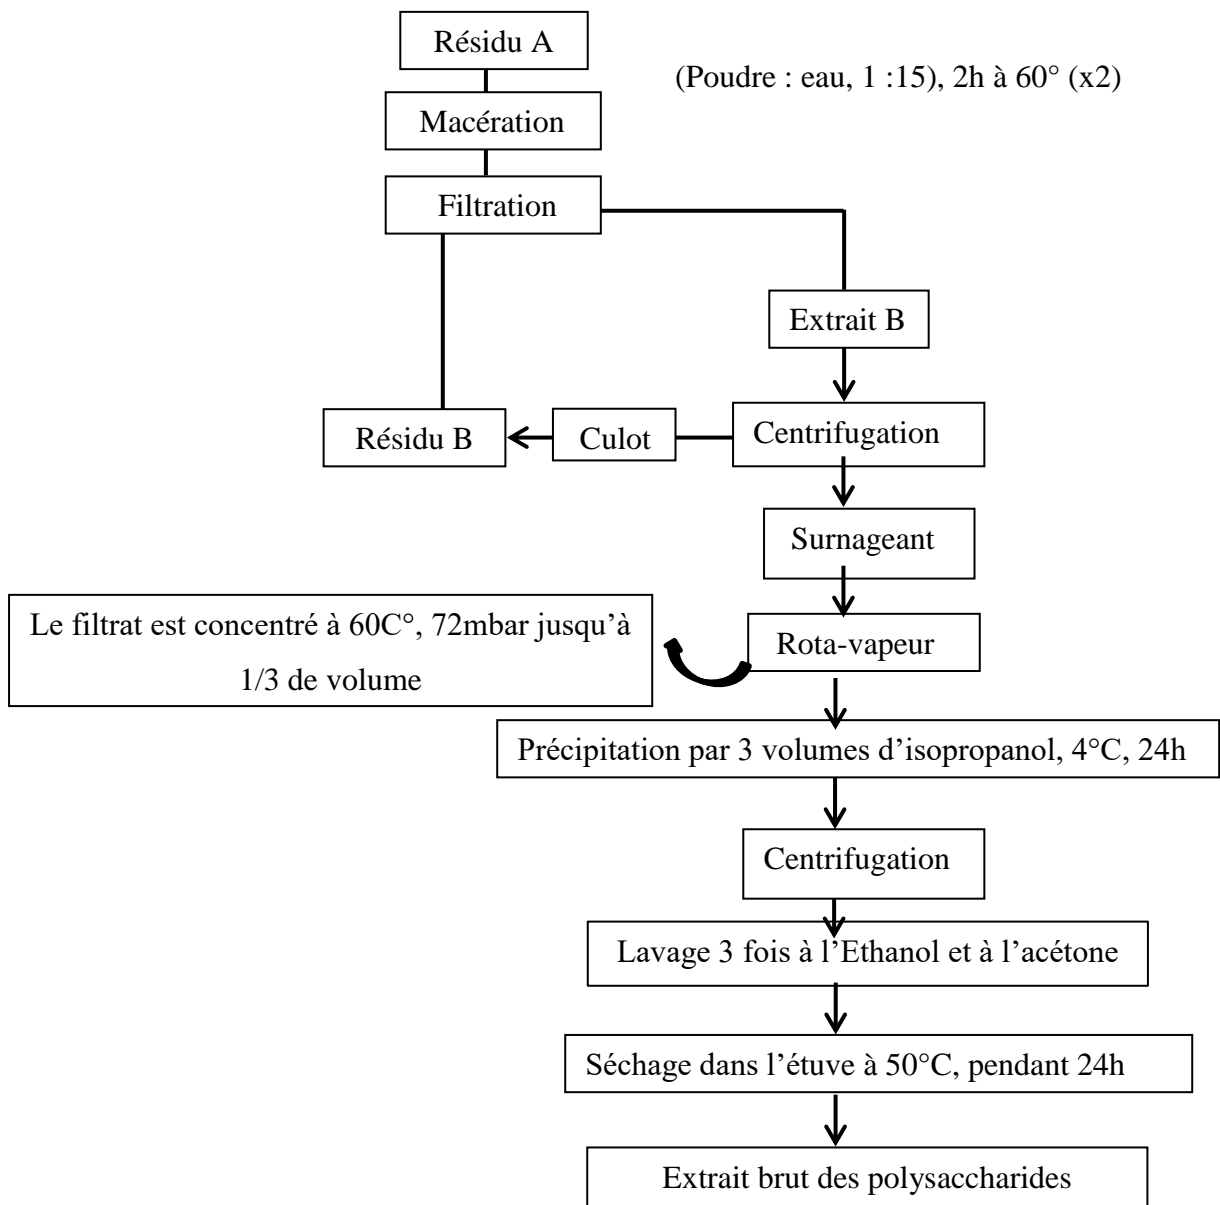 Résidu A
(Poudre : eau, 1 :15), 2h à 60° (x2)
Macération
Filtration
Extrait B
Résidu B
Culot
Centrifugation
Surnageant
Le filtrat est concentré à 60C°, 72mbar jusqu’à
1/3 de volume
Rota-vapeur
Précipitation par 3 volumes d’isopropanol, 4°C, 24h
Centrifugation
Lavage 3 fois à l’Ethanol et à l’acétone
Séchage dans l’étuve à 50°C, pendant 24h
Extrait brut des polysaccharides